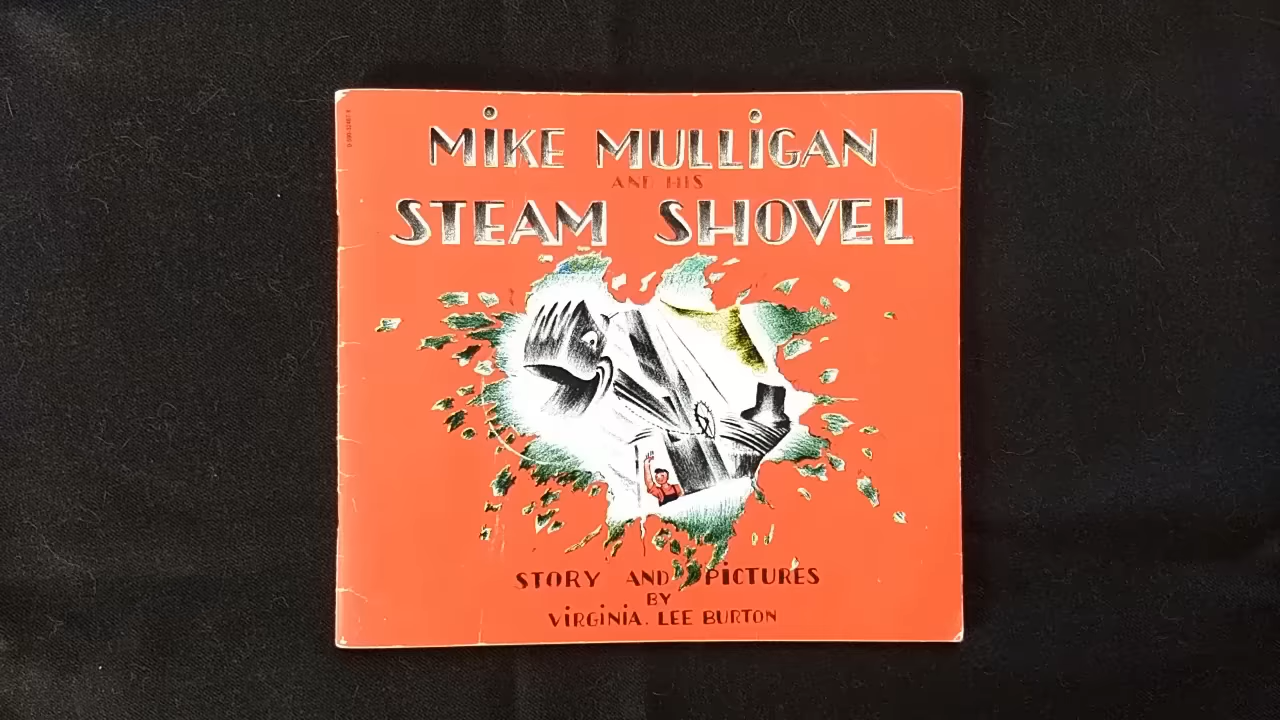 MiKE MULLiGAN
AND HIS
STEAM SHOVEL
STORY AND PiCTURES
BY
ViRGiNiA. LEE BURTON